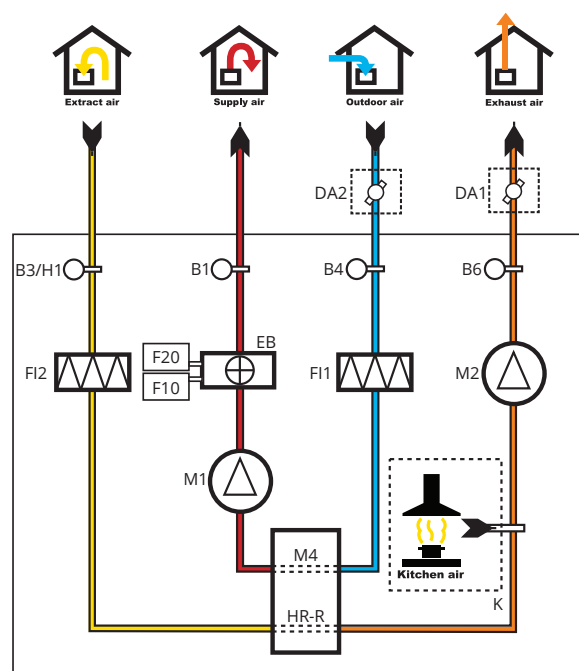 Extract air
Supply air
Outdoor air
Exhaust air
DA2
DA1
B3/H1
B1
B4
B6
EB
F20
F10
FI2
FI1
M2
M1
M4
Kitchen air
K
HR-R